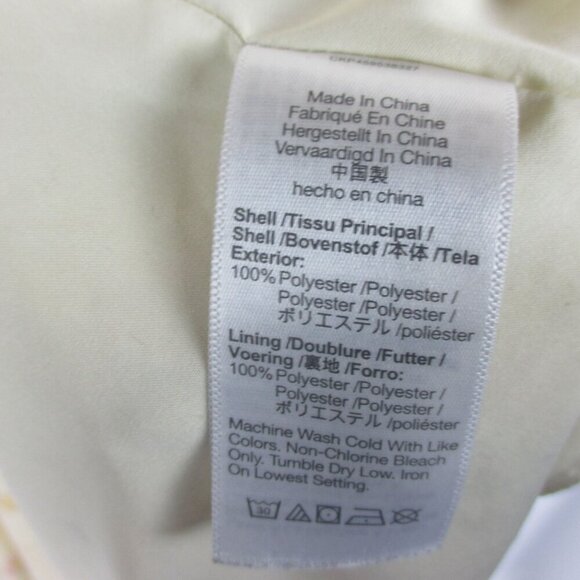 Made In China
Fabriqué En Chine
Hergestellt In China
Vervaardigd In China
中国製
hecho en china
Shell /Tissu Principal /
Shell /Bovenstof /本体 /Tela
Exterior:
100% Polyester /Polyester /
Polyester /Polyester /
ポリエステル /poliéster
Lining /Doublure /Futter /
Voering /裏地 /Forro:
100% Polyester /Polyester /
Polyester /Polyester /
ポリエステル /poliéster
Machine Wash Cold With Like
Colors. Non-Chlorine Bleach
Only. Tumble Dry Low. Iron
On Lowest Setting.
30